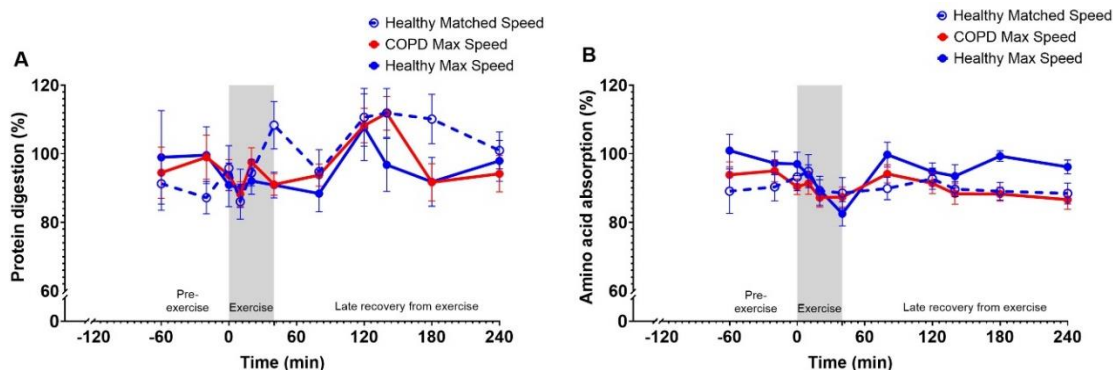 A
Healthy Matched Speed
COPD Max Speed
Healthy Max Speed
Protein digestion (%)
120
100
80
60
0
Pre-
exercise
Exercise
Late recovery from exercise
-120
-60
0
60
120
180
240
Time (min)
B
Healthy Matched Speed
COPD Max Speed
Healthy Max Speed
Amino acid absorption (%)
120
100
80
60
0
Pre-
exercise
Exercise
Late recovery from exercise
-120
-60
0
60
120
180
240
Time (min)